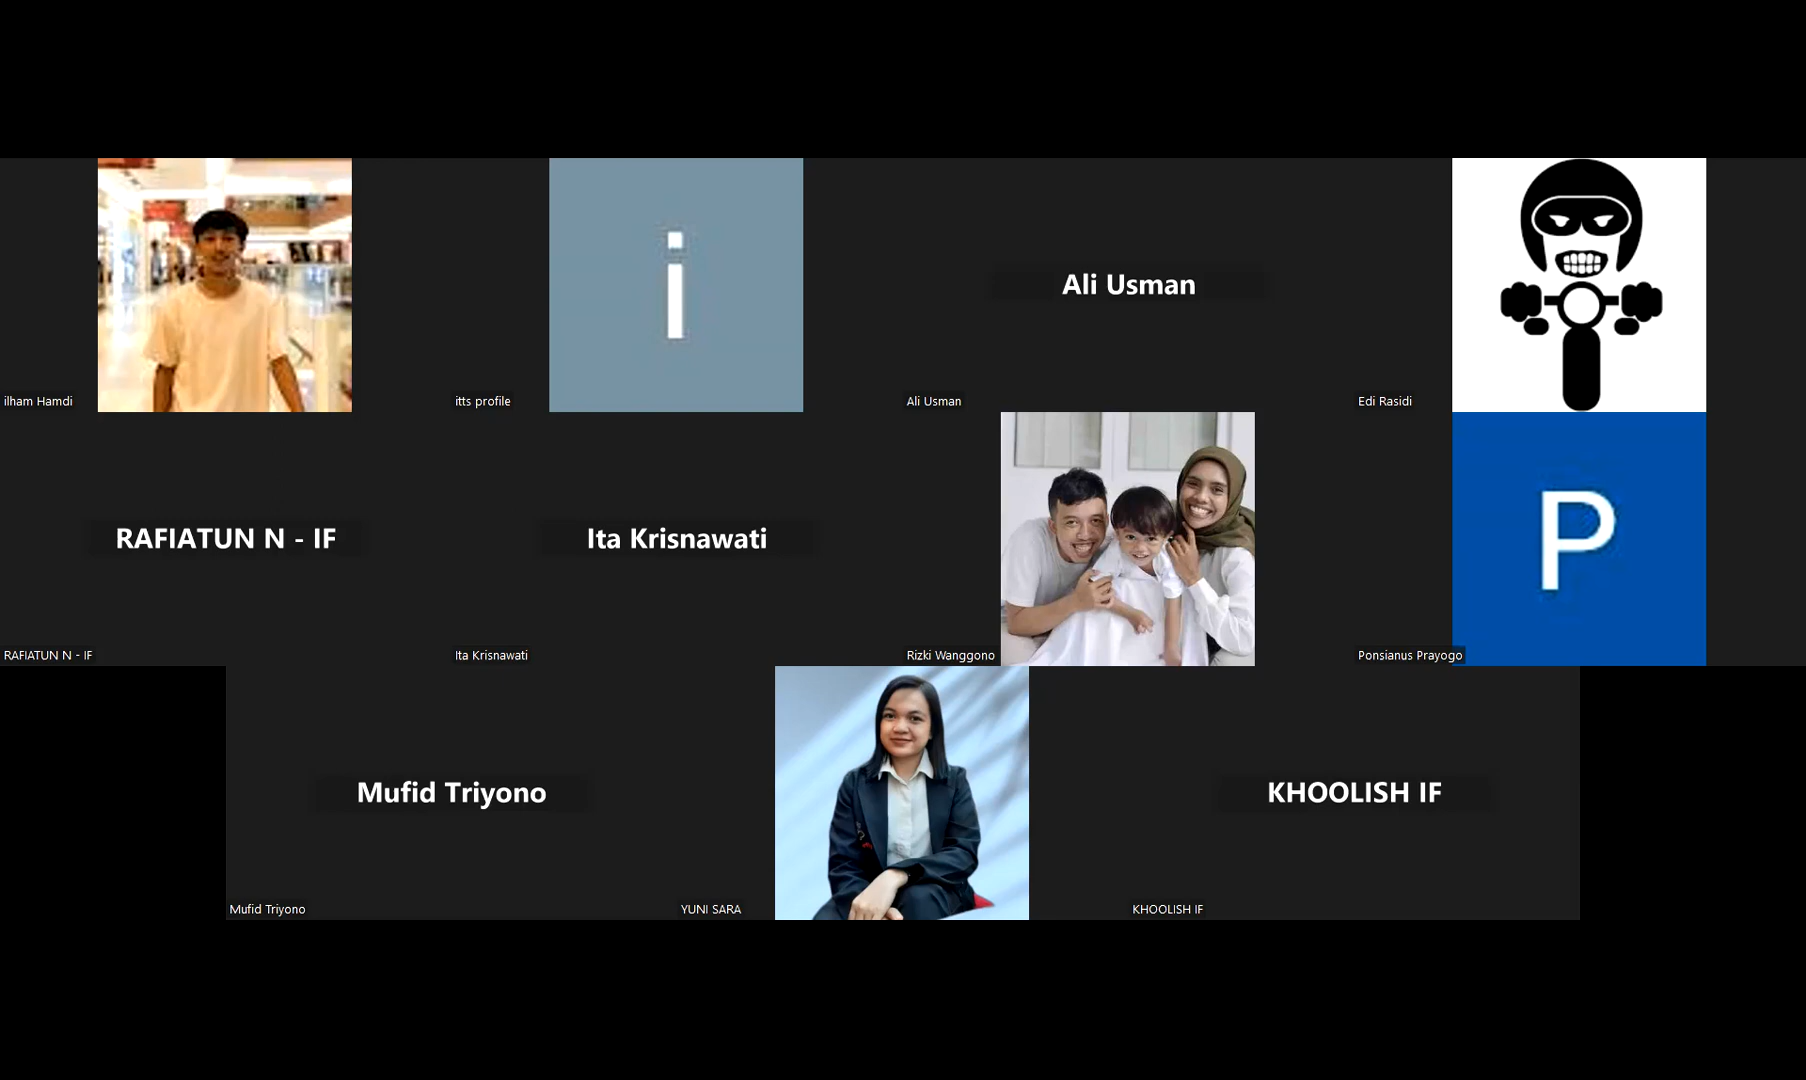 i
Ali Usman
ilham Hamdi
itts profile
Ali Usman
Edi Rasidi
RAFIATUN N - IF
Ita Krisnawati
P
RAFIATUN N - IF
Ita Krisnawati
Rizki Wanggono
Ponsianus Prayogo
Mufid Triyono
KHOOLISH IF
Mufid Triyono
YUNI SARA
KHOOLISH IF